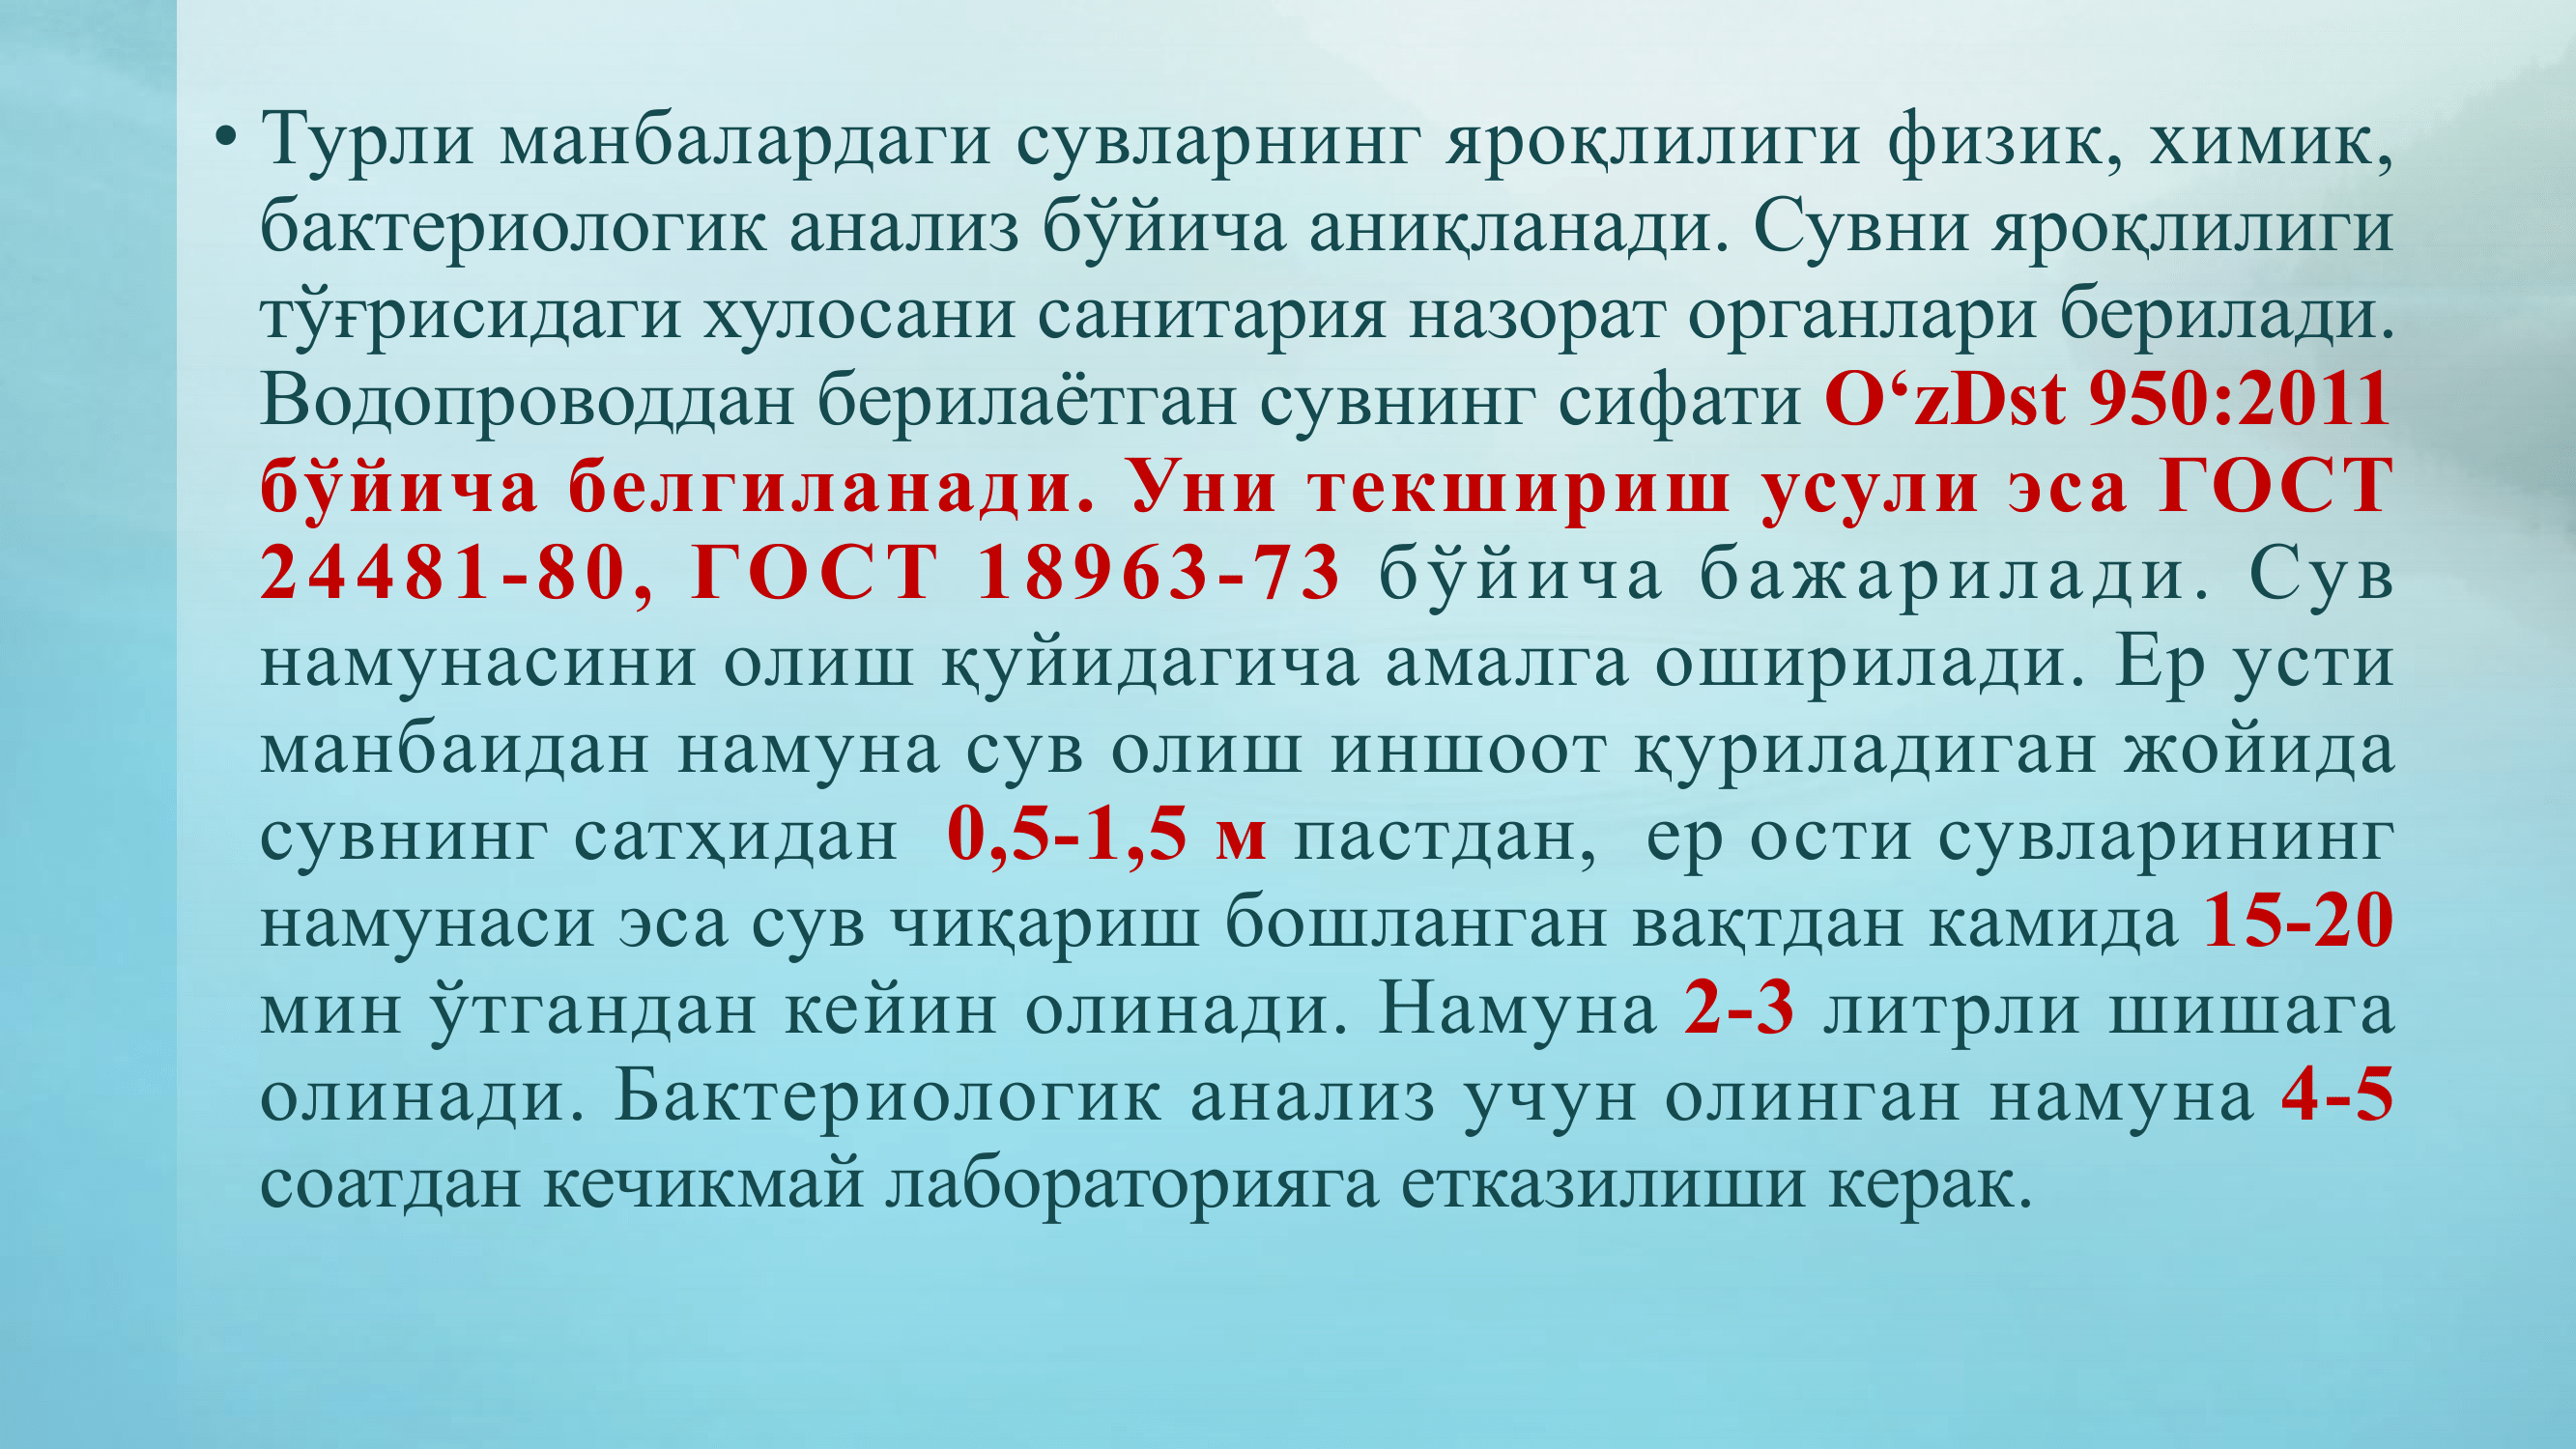 • Турли манбалардаги сувларнинг яроқлилиги физик, химик,
бактериологик анализ бўйича аниқланади. Сувни яроқлилиги
тўғрисидаги хулосани санитария назорат органлари берилади.
Водопроводдан берилаётган сувнинг сифати O‘zDst 950:2011
бўйича белгиланади. Уни текшириш усули эса ГОСТ
24481-80, ГОСТ 18963-73 бўйича бажарилади. Сув
намунасини олиш қуйидагича амалга оширилади. Ер усти
манбаидан намуна сув олиш иншоот қуриладиган жойида
сувнинг сатҳидан 0,5-1,5 м пастдан, ер ости сувларининг
намунаси эса сув чиқариш бошланган вақтдан камида 15-20
мин ўтгандан кейин олинади. Намуна 2-3 литрли шишага
олинади. Бактериологик анализ учун олинган намуна 4-5
соатдан кечикмай лабораторияга етказилиши керак.